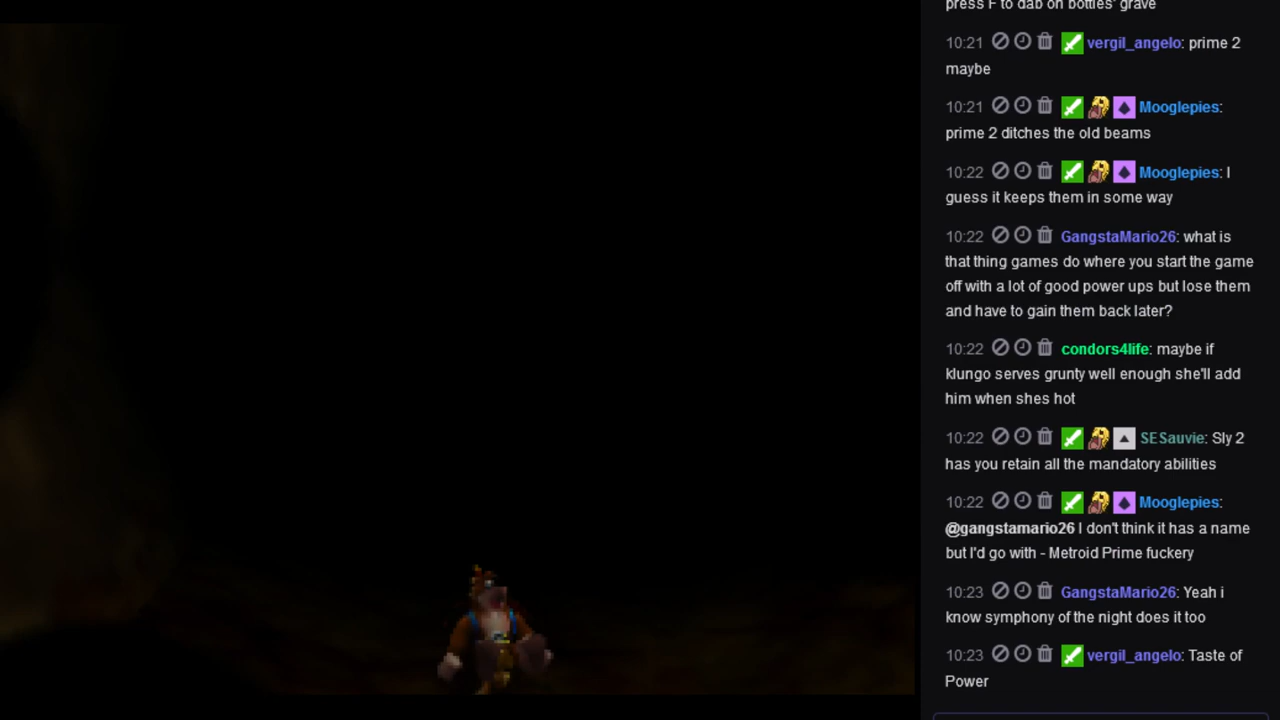 press F to dab on bottles' grave
10:21 vergil_angelo: prime 2
maybe
10:21 Mooglepies:
prime 2 ditches the old beams
10:22 Mooglepies: I
guess it keeps them in some way
10:22 GangstaMario26: what is
that thing games do where you start the game
off with a lot of good power ups but lose them
and have to gain them back later?
10:22 condors4life: maybe if
klungo serves grunty well enough she'll add
him when shes hot
10:22 SESauvie: Sly 2
has you retain all the mandatory abilities
10:22 Mooglepies:
@gangstamario26 I don't think it has a name
but I'd go with - Metroid Prime fuckery
10:23 GangstaMario26: Yeah i
know symphony of the night does it too
10:23 vergil_angelo: Taste of
Power